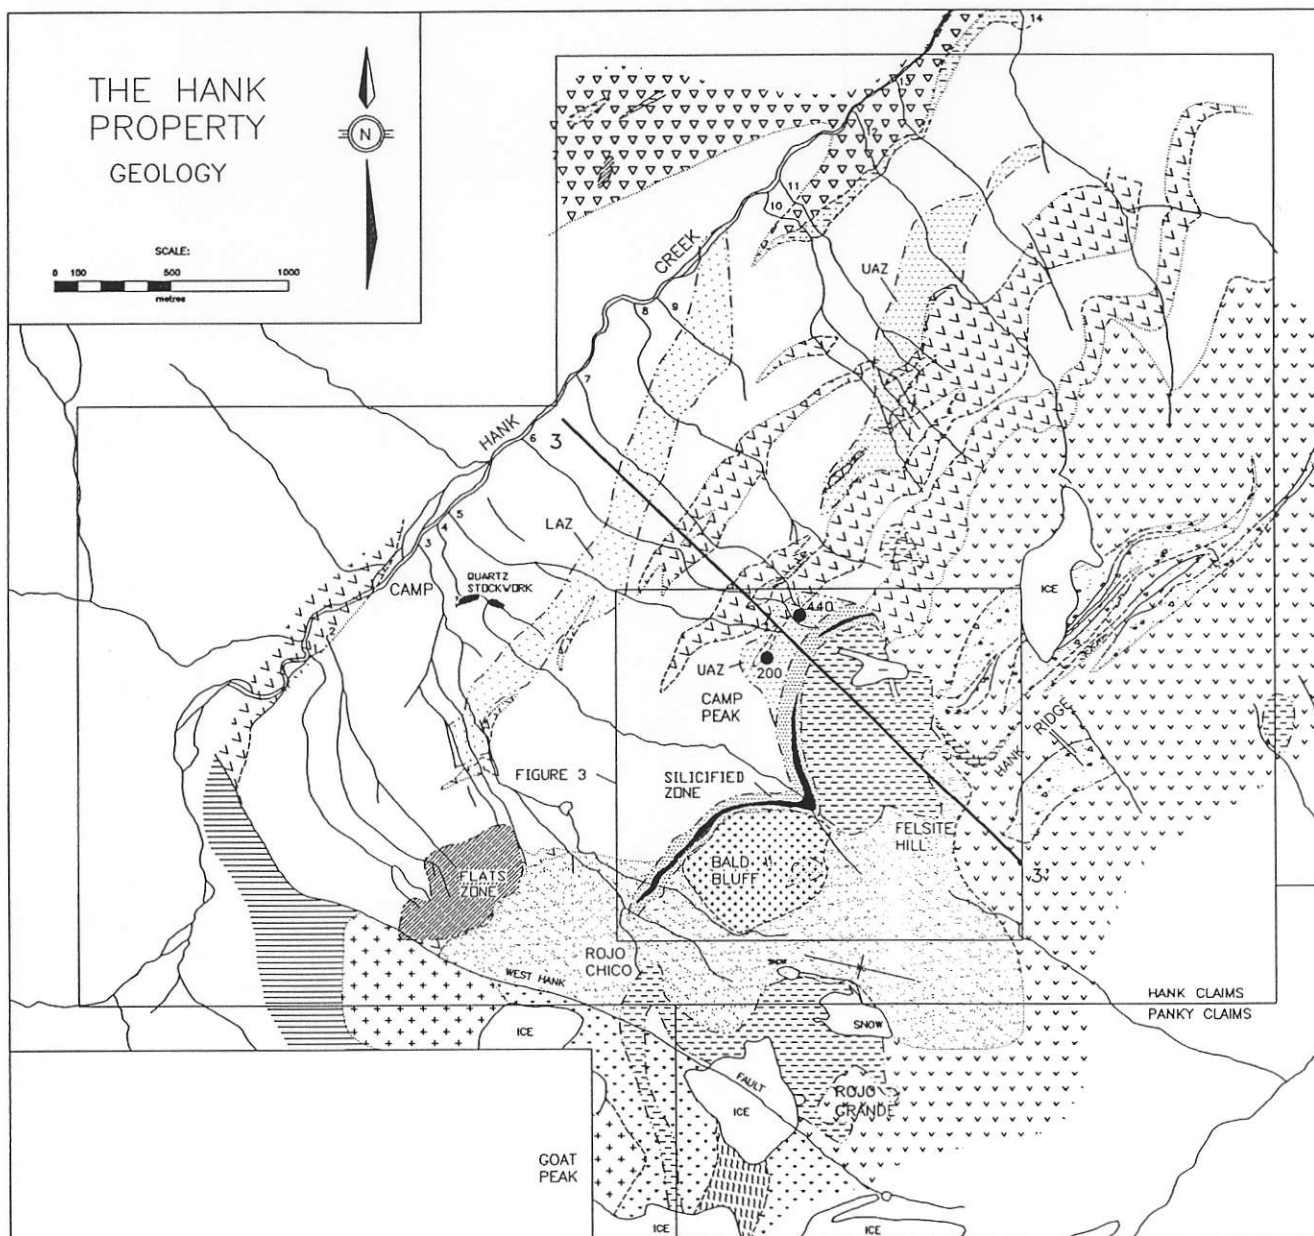 THE HANK
PROPERTY
GEOLOGY
N
SCALE:
0 100 500 1000
metres
14
13
12
11
10
CREEK
UAZ
9
8
7
HANK
6
3
LAZ
5
4
3
CAMP
QUARTZ
STOCKWORK
ICE
2
440
UAZ
200
CAMP
PEAK
HANK RIDGE
FIGURE 3
SILICIFIED
ZONE
FELSITE
HILL
BALD
BLUFF
3'
FLATS
ZONE
ROJO
CHICO
WEST HANK
SNOW
HANK CLAIMS
PANKY CLAIMS
ICE
SNOW
FAULT
ICE
ROJO
GRANDE
GOAT
PEAK
ICE
ICE